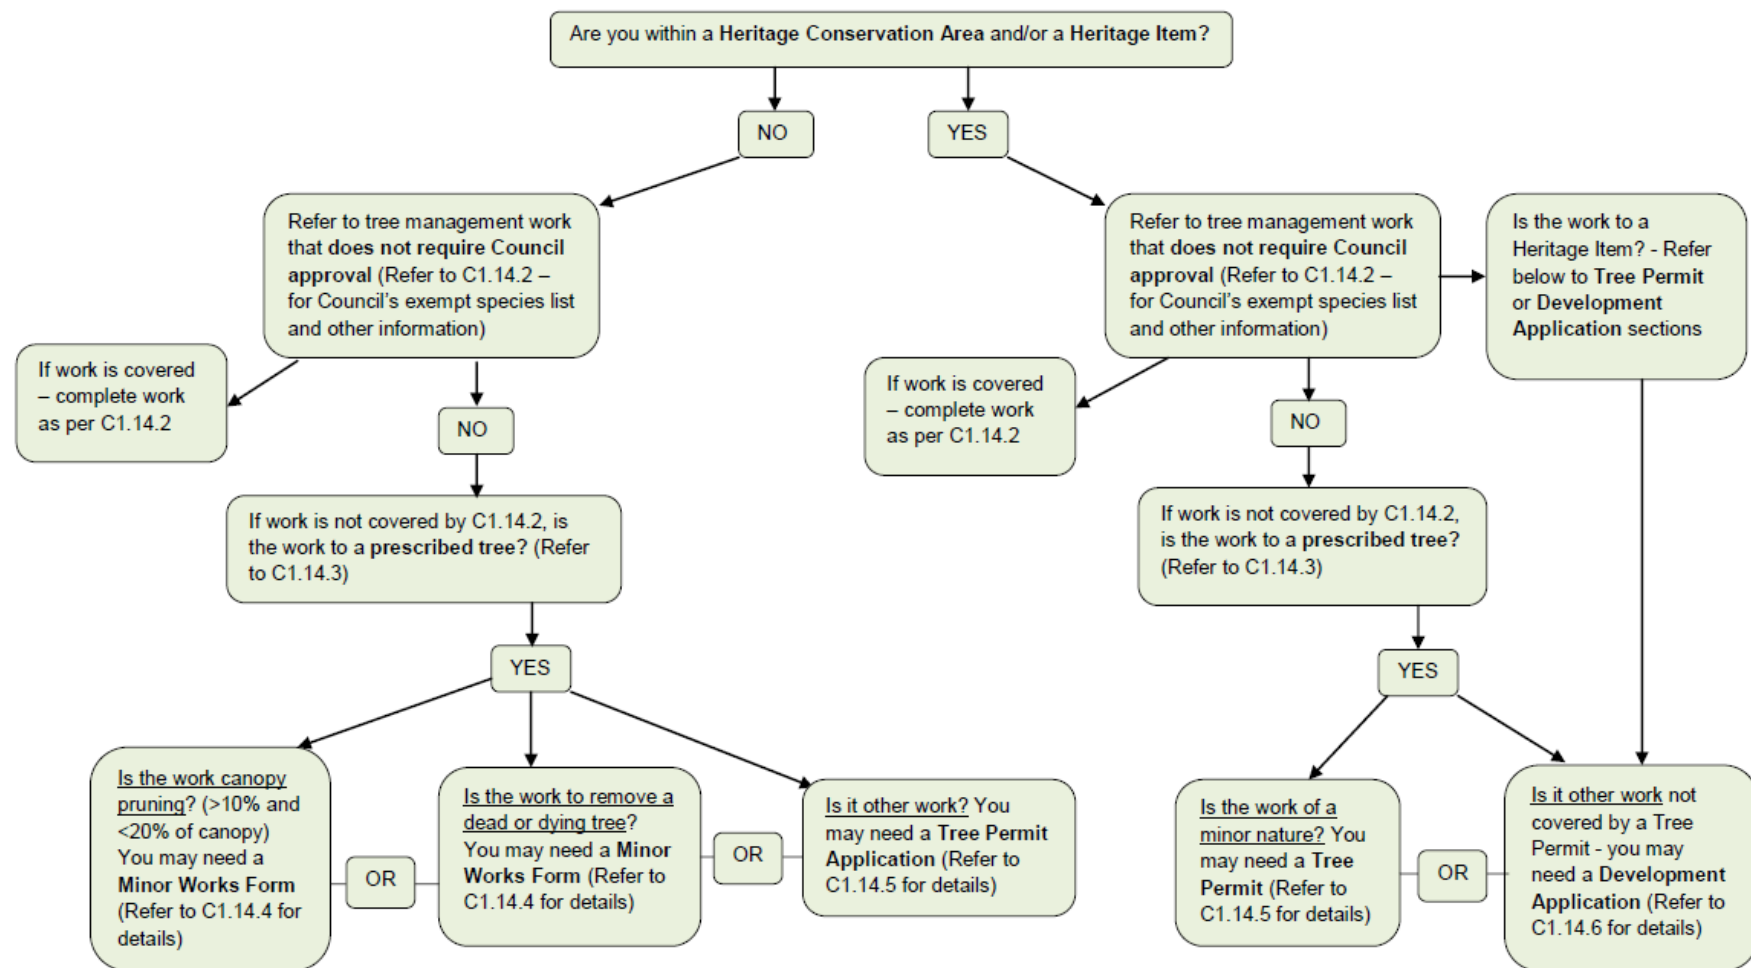 Are you within a Heritage Conservation Area and/or a Heritage Item?
NO
YES
Refer to tree management work
that does not require Council
approval (Refer to C1.14.2 –
for Council's exempt species list
and other information)
Refer to tree management work
that does not require Council
approval (Refer to C1.14.2 –
for Council's exempt species list
and other information)
Is the work to a
Heritage Item? - Refer
below to Tree Permit
or Development
Application sections
If work is covered
– complete work
as per C1.14.2
NO
If work is covered
– complete work
as per C1.14.2
NO
If work is not covered by C1.14.2, is
the work to a prescribed tree? (Refer
to C1.14.3)
If work is not covered by C1.14.2,
is the work to a prescribed tree?
(Refer to C1.14.3)
YES
YES
Is the work canopy
pruning? (>10% and
<20% of canopy)
You may need a
Minor Works Form
(Refer to C1.14.4 for
details)
OR
Is the work to remove a
dead or dying tree?
You may need a Minor
Works Form (Refer to
C1.14.4 for details)
OR
Is it other work? You
may need a Tree Permit
Application (Refer to
C1.14.5 for details)
Is the work of a
minor nature? You
may need a Tree
Permit (Refer to
C1.14.5 for details)
OR
Is it other work not
covered by a Tree
Permit - you may
need a Development
Application (Refer to
C1.14.6 for details)